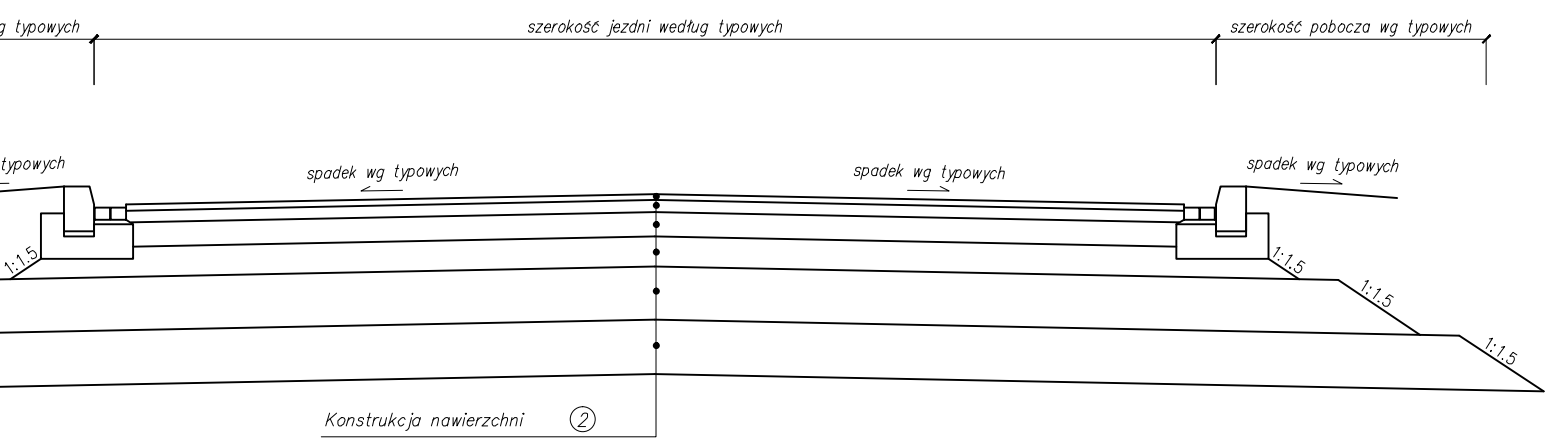 g typowych
szerokość jezdni według typowych
szerokość pobocza wg typowych
typowych
spadek wg typowych
spadek wg typowych
spadek wg typowych
1:1.5
1:1.5
1:1.5
1:1.5
Konstrukcja nawierzchni 2